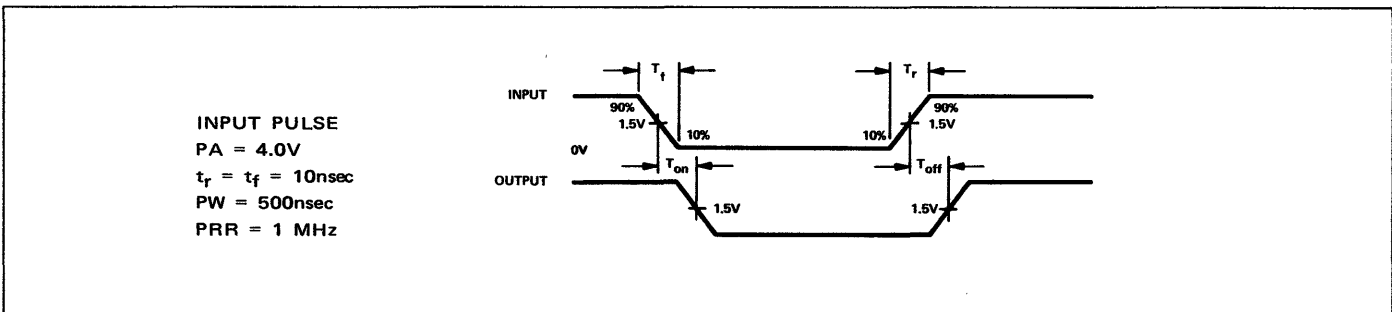 INPUT PULSE
PA = 4.0V
tr = tf = 10nsec
PW = 500nsec
PRR = 1 MHz
INPUT
Tf
Tr
90%
1.5V
10%
10%
90%
1.5V
0V
Ton
Toff
OUTPUT
1.5V
1.5V